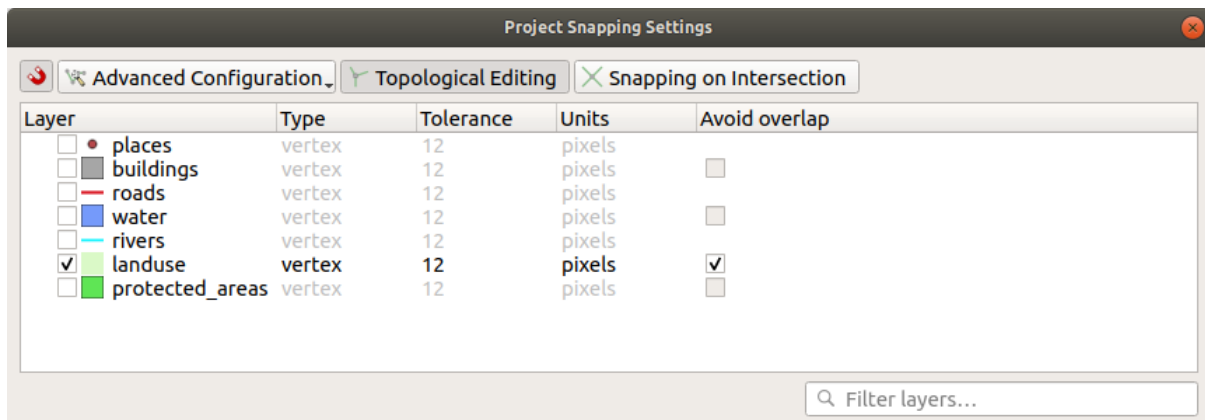 Project Snapping Settings
Advanced Configuration Topological Editing Snapping on Intersection
Layer Type Tolerance Units Avoid overlap
places vertex 12 pixels
buildings vertex 12 pixels
roads vertex 12 pixels
water vertex 12 pixels
rivers vertex 12 pixels
landuse vertex 12 pixels
protected_areas vertex 12 pixels
Filter layers...